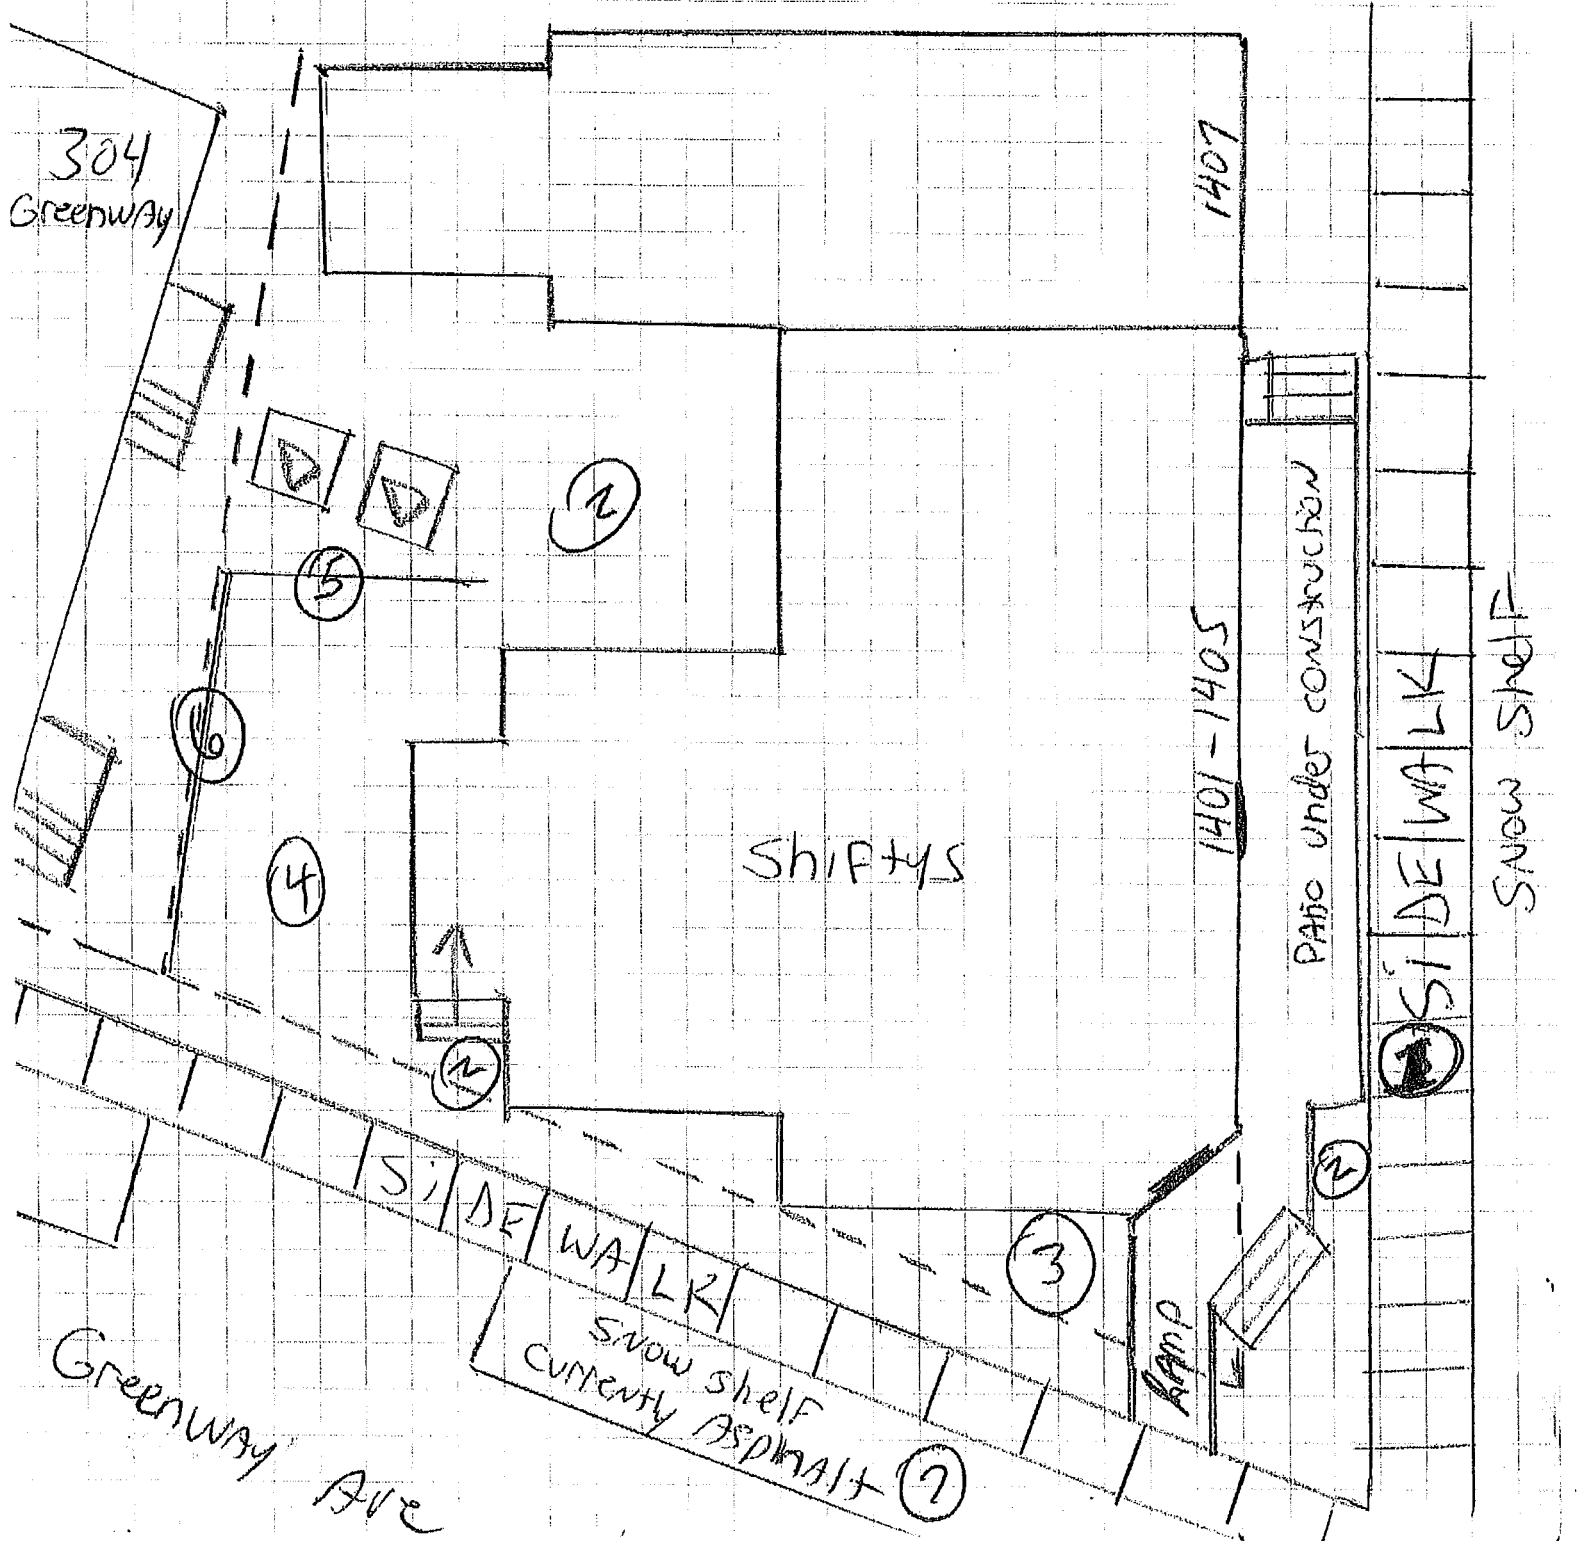 304
Greenway
1407
D
D
2
5
6
4
Shiftys
1401-1405
Patio under construction
SiDEWALK
Snow Shelf
1
2
2
3
Ramp
SiDEWALK
Snow shelf
currently Asphalt 7
Greenway Ave